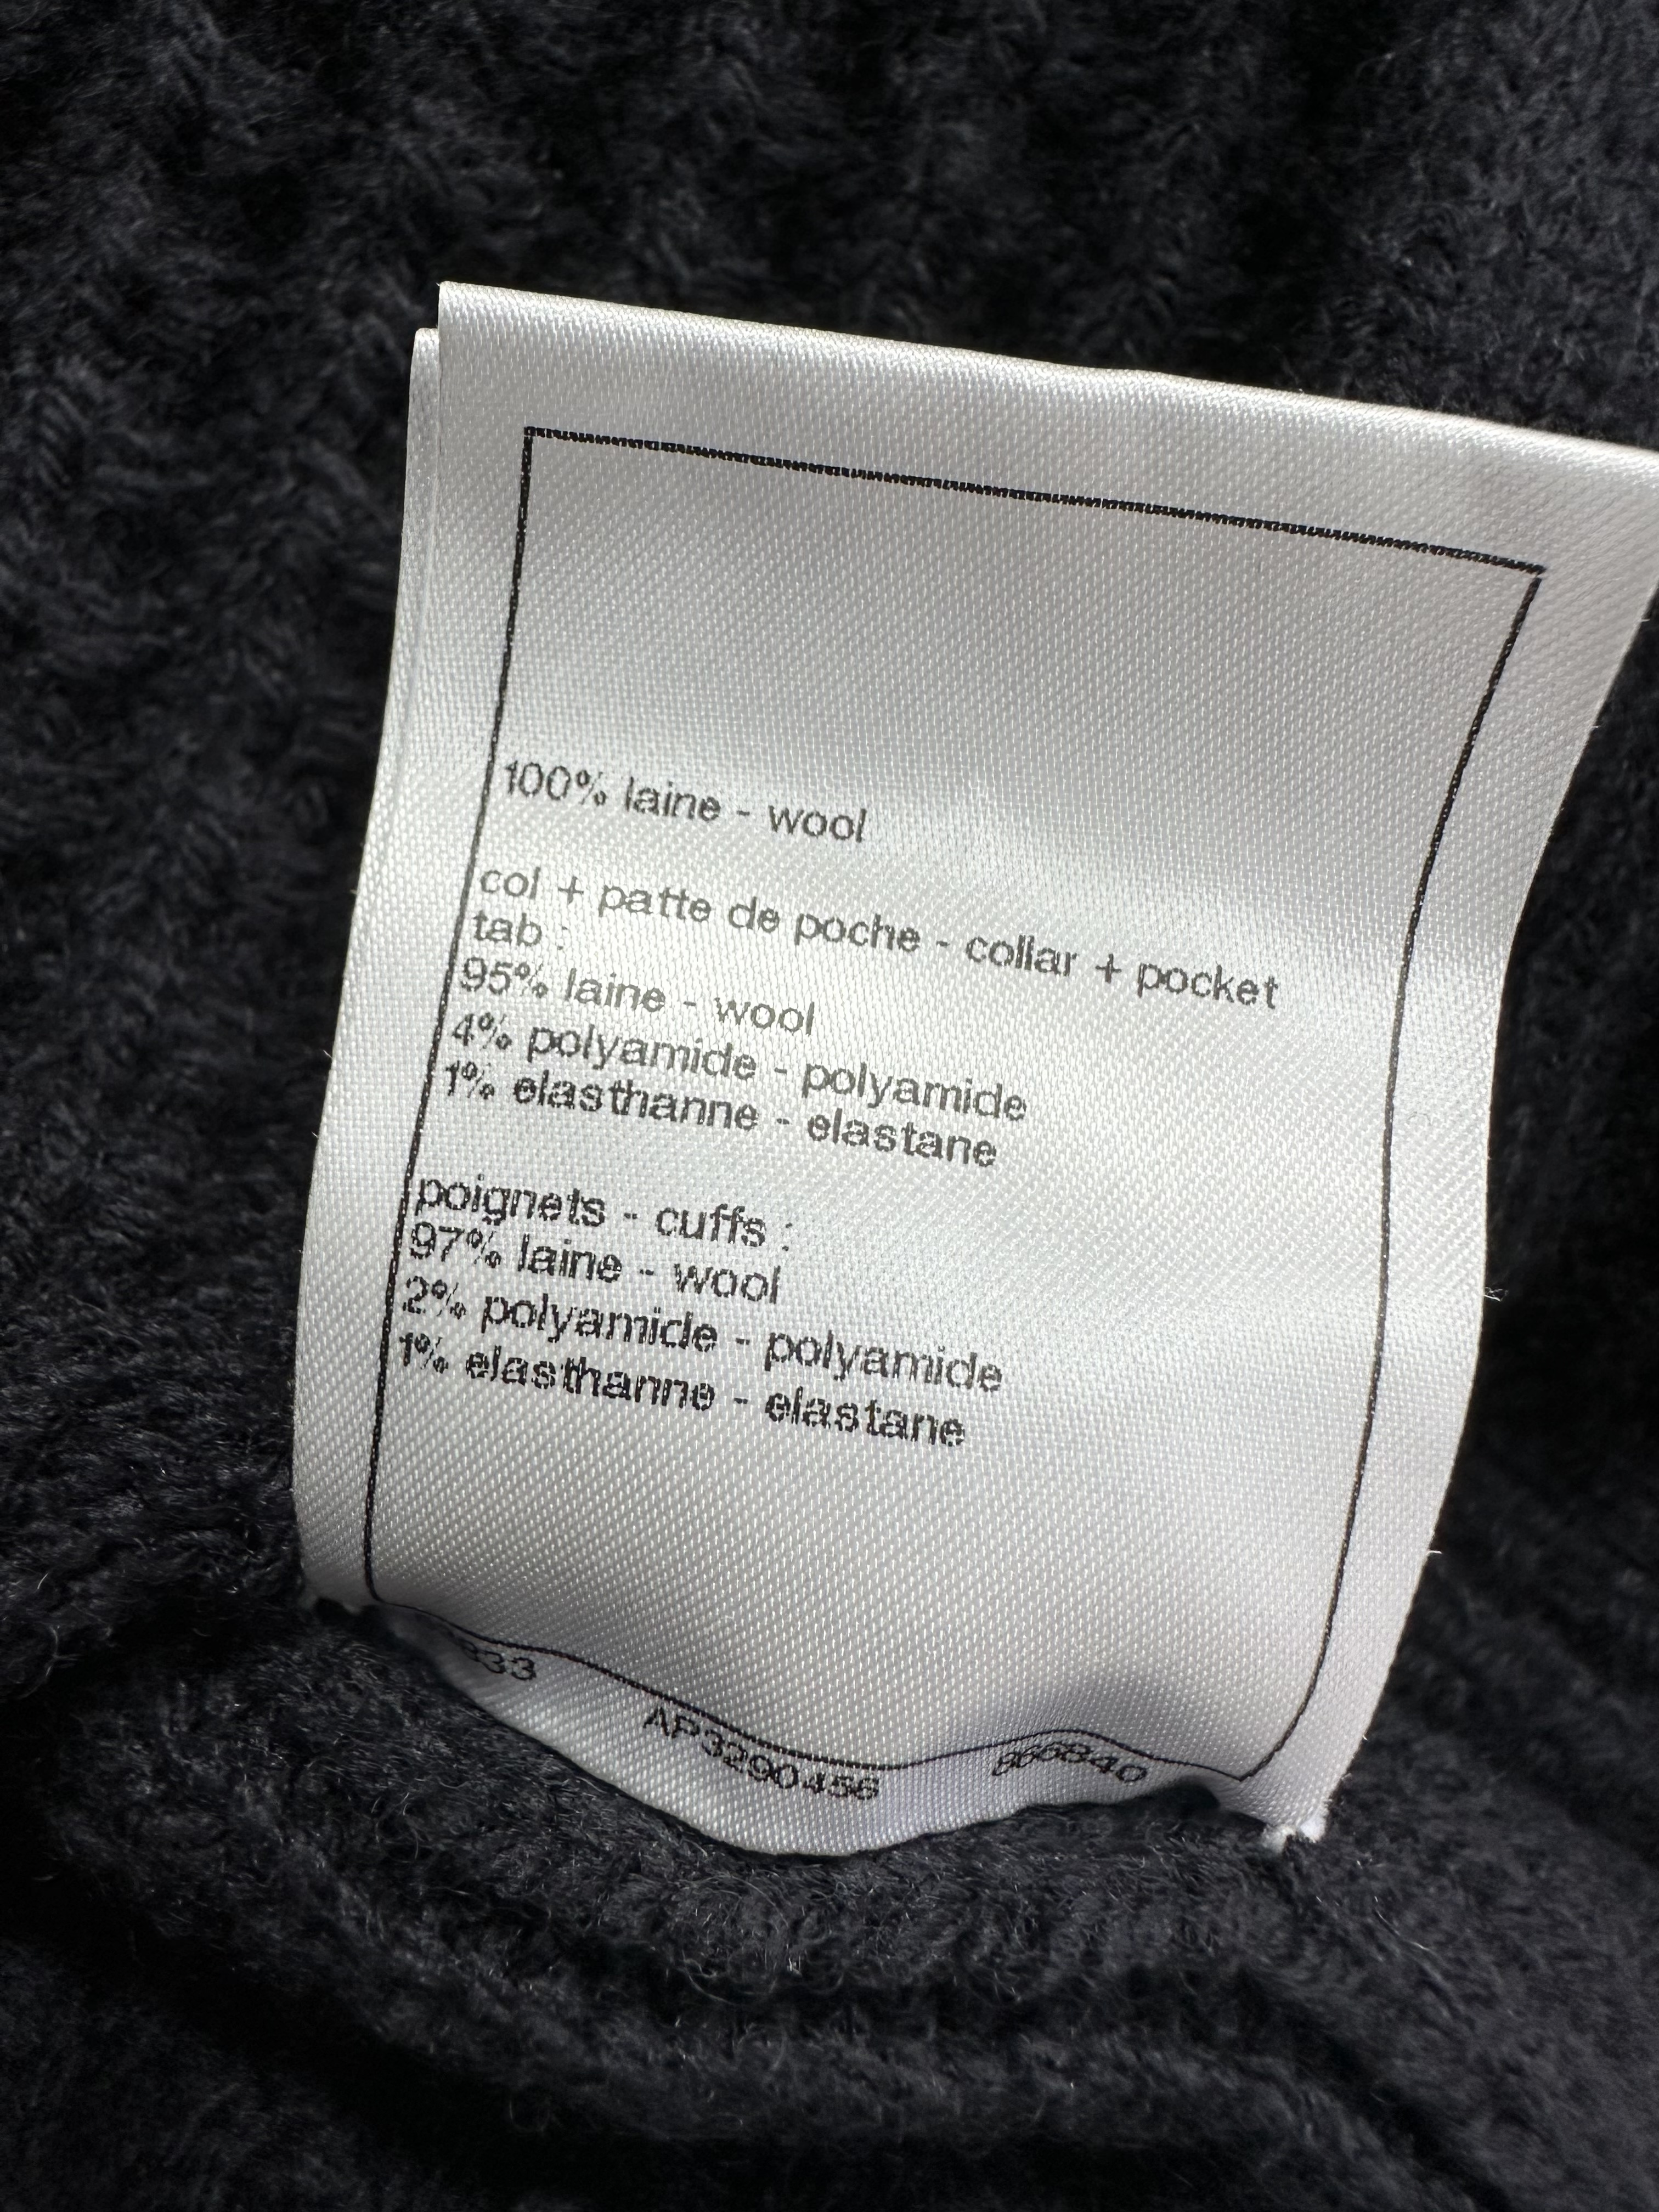 100% laine - wool
col + patte de poche - collar + pocket
tab :
95% laine - wool
4% polyamide - polyamide
1% elasthanne - elastane
poignets - cuffs :
97% laine - wool
2% polyamide - polyamide
1% elasthanne - elastane
AP3290456